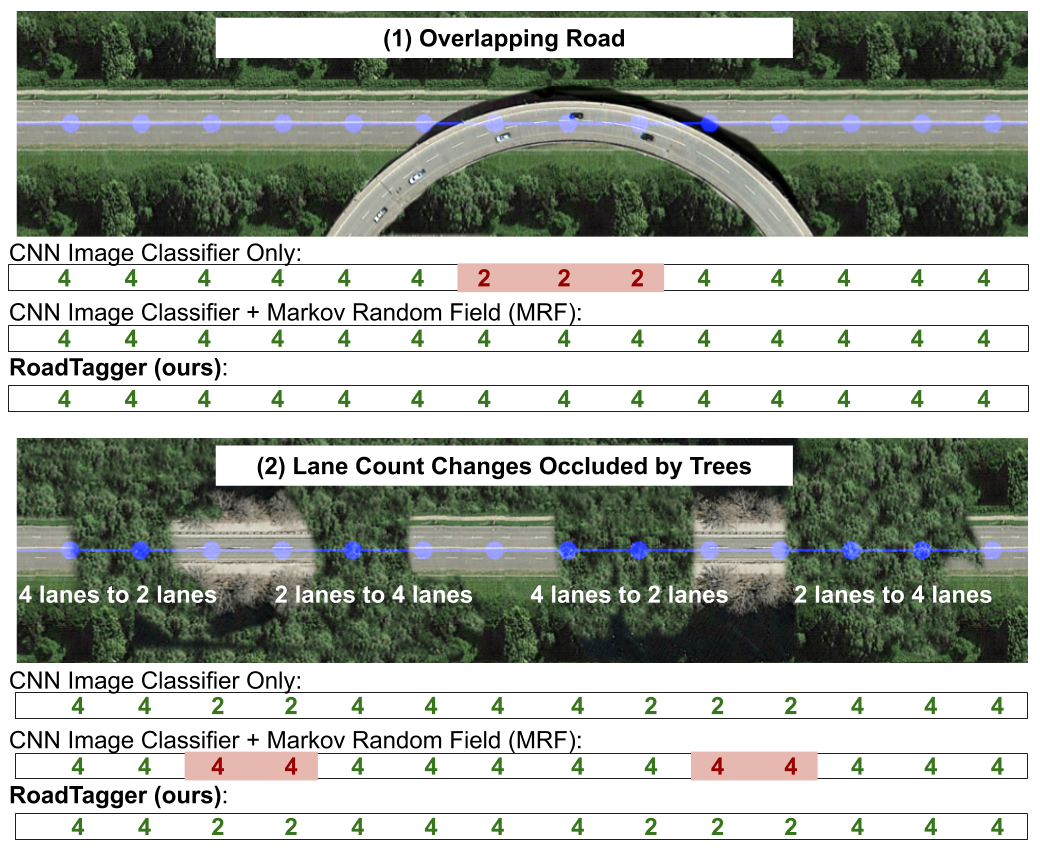 (1) Overlapping Road
CNN Image Classifier Only:
4 4 4 4 4 4 2 2 2 4 4 4 4 4
CNN Image Classifier + Markov Random Field (MRF):
4 4 4 4 4 4 4 4 4 4 4 4 4 4
RoadTagger (ours):
4 4 4 4 4 4 4 4 4 4 4 4 4 4
(2) Lane Count Changes Occluded by Trees
4 lanes to 2 lanes 2 lanes to 4 lanes 4 lanes to 2 lanes 2 lanes to 4 lanes
CNN Image Classifier Only:
4 4 2 2 4 4 4 4 2 2 2 4 4 4
CNN Image Classifier + Markov Random Field (MRF):
4 4 4 4 4 4 4 4 4 4 4 4 4 4
RoadTagger (ours):
4 4 2 2 4 4 4 4 2 2 2 4 4 4